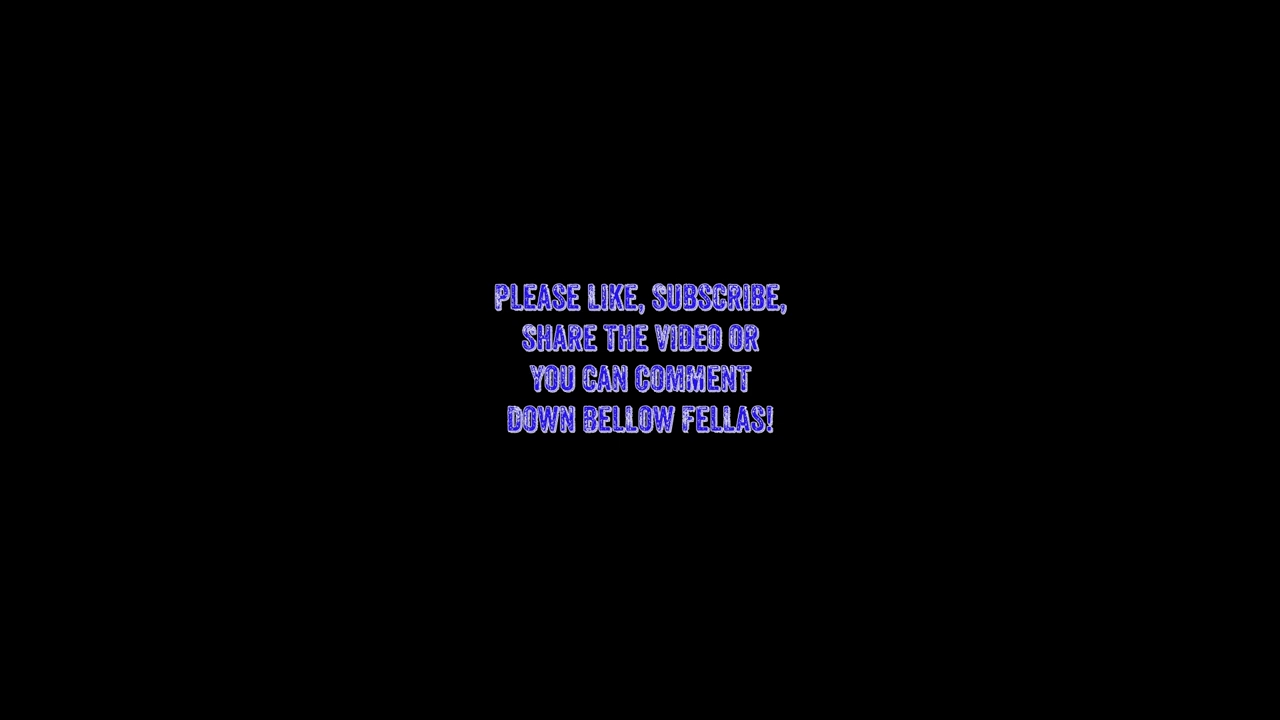 PLEASE LIKE, SUBSCRIBE,
SHARE THE VIDEO OR
YOU CAN COMMENT
DOWN BELLOW FELLAS!